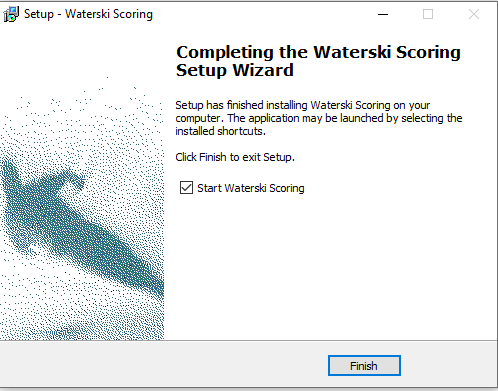 Setup - Waterski Scoring
Completing the Waterski Scoring
Setup Wizard
Setup has finished installing Waterski Scoring on your
computer. The application may be launched by selecting the
installed shortcuts.
Click Finish to exit Setup.
Start Waterski Scoring
Finish